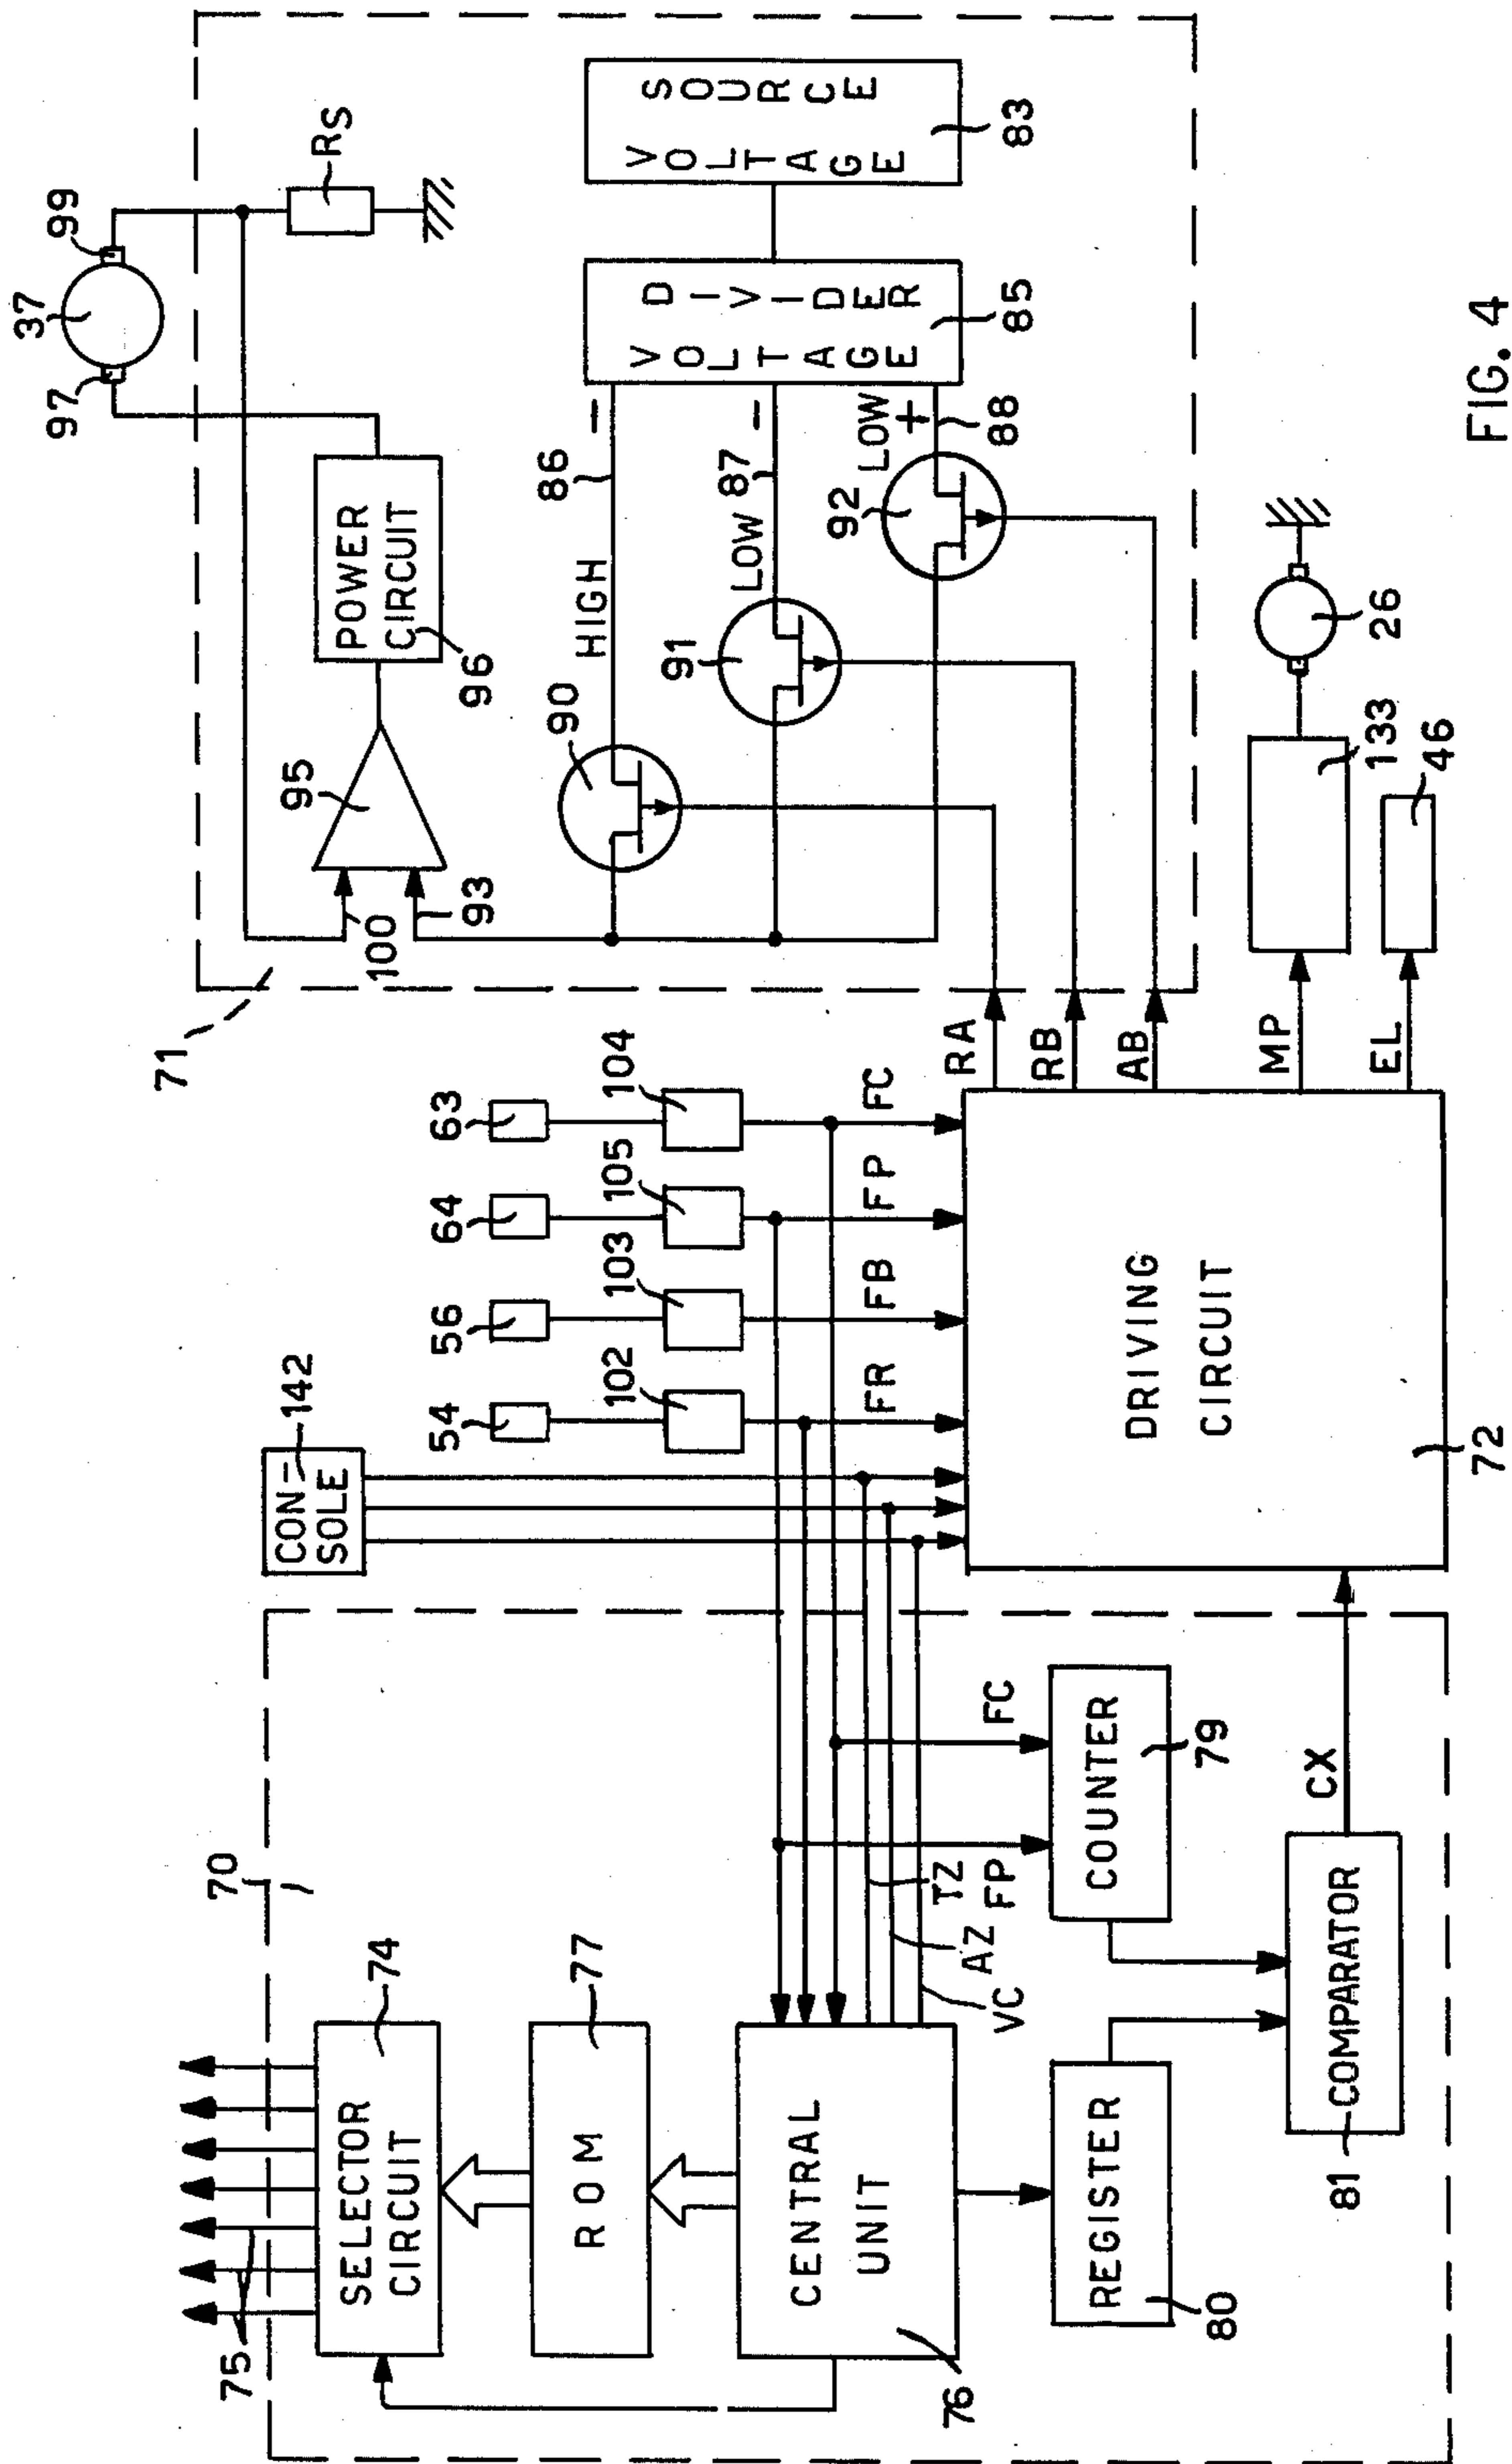 70
75
SELECTOR
CIRCUIT
74
ROM
77
CENTRAL
UNIT
76
TZ
AZ
VC
FP
FC
REGISTER
80
COUNTER
79
COMPARATOR
81
CX
CON=
SOLE
142
54
56
64
63
102
103
105
104
FR
FB
FP
FC
DRIVING
CIRCUIT
72
RA
RB
AB
MP
EL
71
37
97
99
RS
POWER
CIRCUIT
96
95
100
93
90
HIGH
86
–
91
LOW
87
–
92
LOW
+
88
VOLTAGE
DIVIDER
85
VOLTAGE
SOURCE
83
133
26
46
FIG. 4